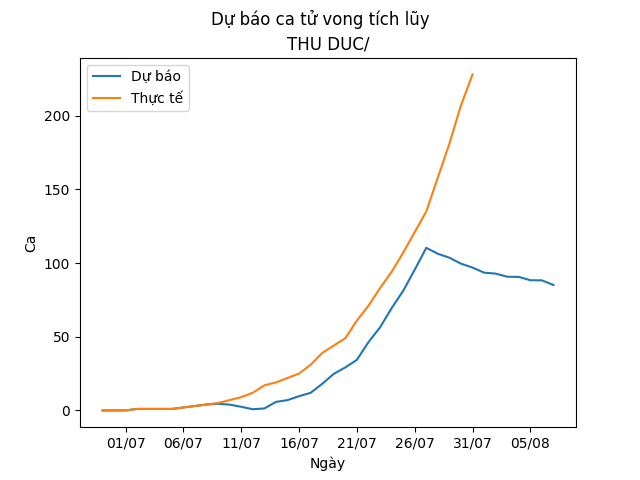 Dự báo ca tử vong tích lũy
THU DUC/
Dự báo
Thực tế
Ca
200
150
100
50
0
01/07 06/07 11/07 16/07 21/07 26/07 31/07 05/08
Ngày